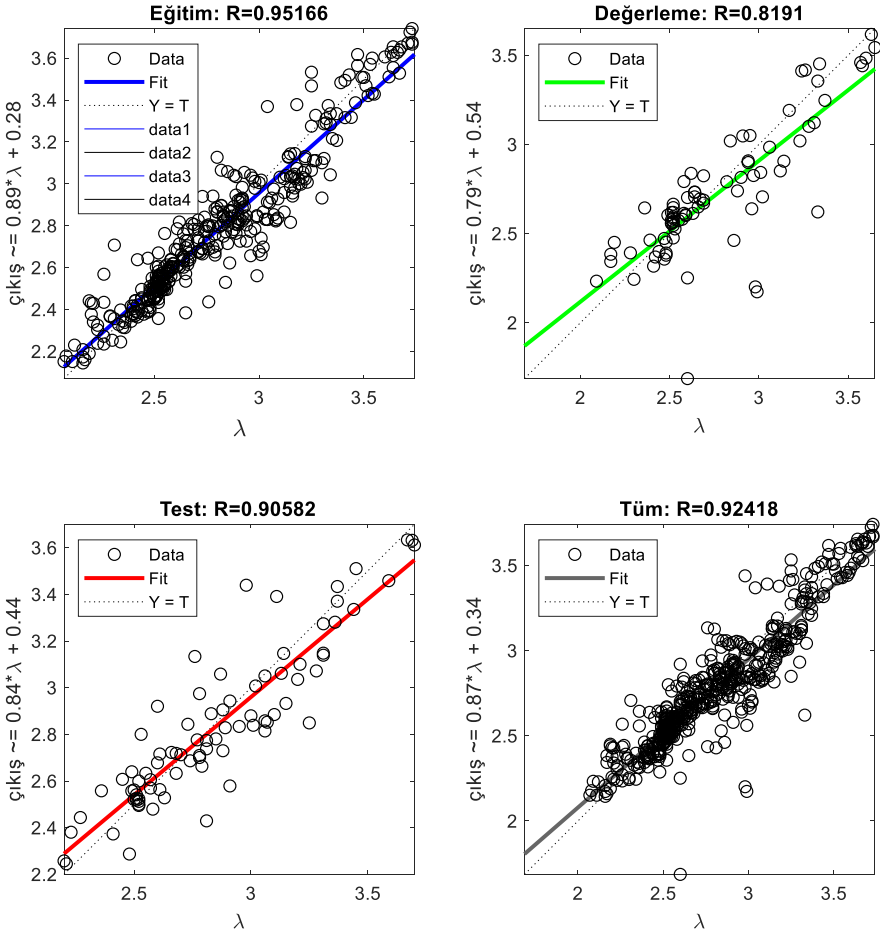 Eğitim: R=0.95166
çıkış ~= 0.89*λ + 0.28
3.6
3.4
3.2
3
2.8
2.6
2.4
2.2
Data
Fit
Y = T
data1
data2
data3
data4
2.5
3
3.5
λ
Değerleme: R=0.8191
çıkış ~= 0.79*λ + 0.54
3.5
3
2.5
2
Data
Fit
Y = T
2
2.5
3
3.5
λ
Test: R=0.90582
çıkış ~= 0.84*λ + 0.44
3.6
3.4
3.2
3
2.8
2.6
2.4
2.2
Data
Fit
Y = T
2.5
3
3.5
λ
Tüm: R=0.92418
çıkış ~= 0.87*λ + 0.34
3.5
3
2.5
2
Data
Fit
Y = T
2
2.5
3
3.5
λ